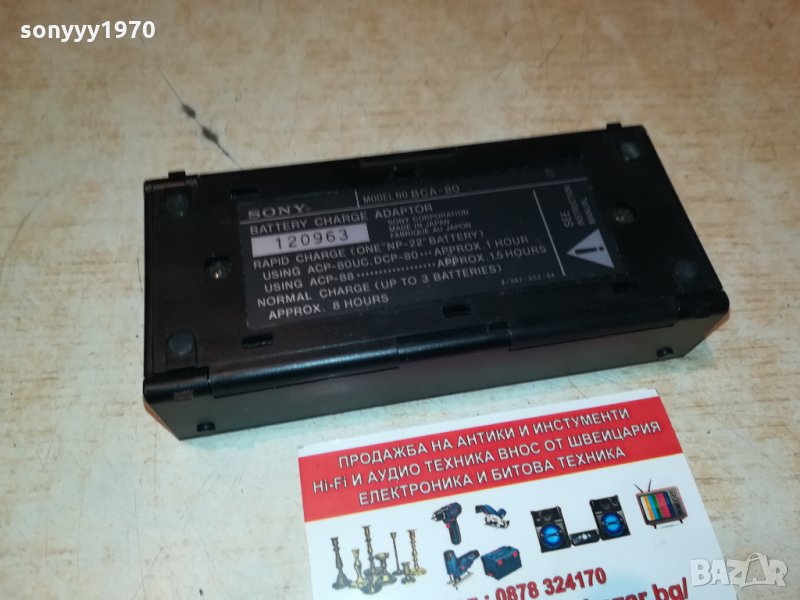 sonyyy1970
SONY®
MODEL NO. BCA-80
BATTERY CHARGE ADAPTOR
120963
SONY CORPORATION
MADE IN JAPAN
FABRIQUÉ AU JAPON
SEE
INSTRUCTION
MANUAL
RAPID CHARGE (ONE "NP-22" BATTERY)
USING ACP-80UC, DCP-80··· APPROX. 1 HOUR
USING ACP-88 ············· APPROX. 1.5 HOURS
NORMAL CHARGE (UP TO 3 BATTERIES)
APPROX. 8 HOURS
ПРОДАЖБА НА АНТИКИ И ИНСТУМЕНТИ
Hi-Fi И АУДИО ТЕХНИКА ВНОС ОТ ШВЕЙЦАРИЯ
ЕЛЕКТРОНИКА И БИТОВА ТЕХНИКА
: 0878 324170
bg/
BAZAR